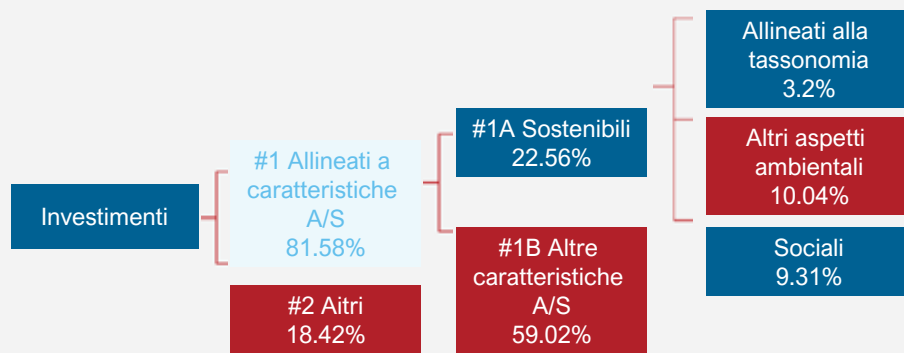 Investimenti
#1 Allineati a
caratteristiche
A/S
81.58%
#2 Aitri
18.42%
#1A Sostenibili
22.56%
#1B Altre
caratteristiche
A/S
59.02%
Allineati alla
tassonomia
3.2%
Altri aspetti
ambientali
10.04%
Sociali
9.31%